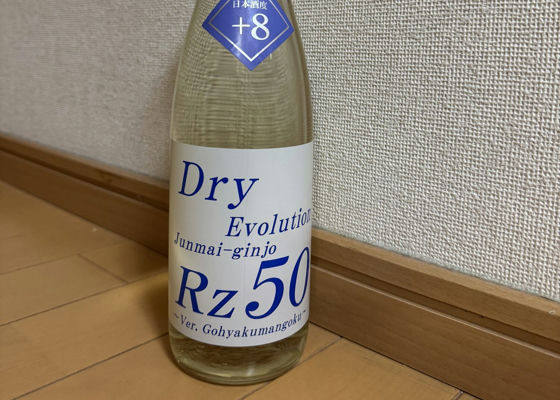 日本酒度
+8
Dry
Evolution
Junmai-ginjo
Rz50
~Ver. Gohyakumangoku~